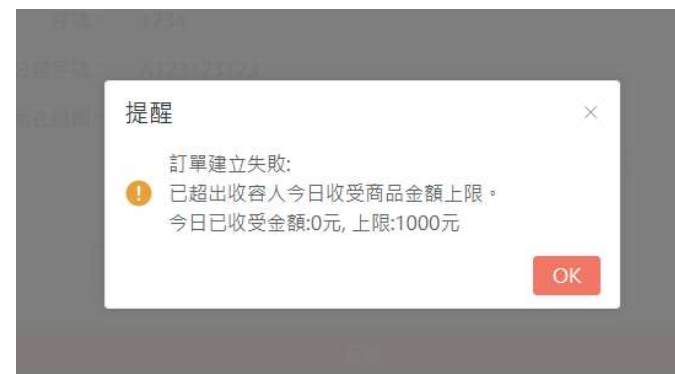 1234
A123123123
提醒
訂單建立失敗:
已超出收容人今日收受商品金額上限。
今日已收受金額:0元, 上限:1000元
OK